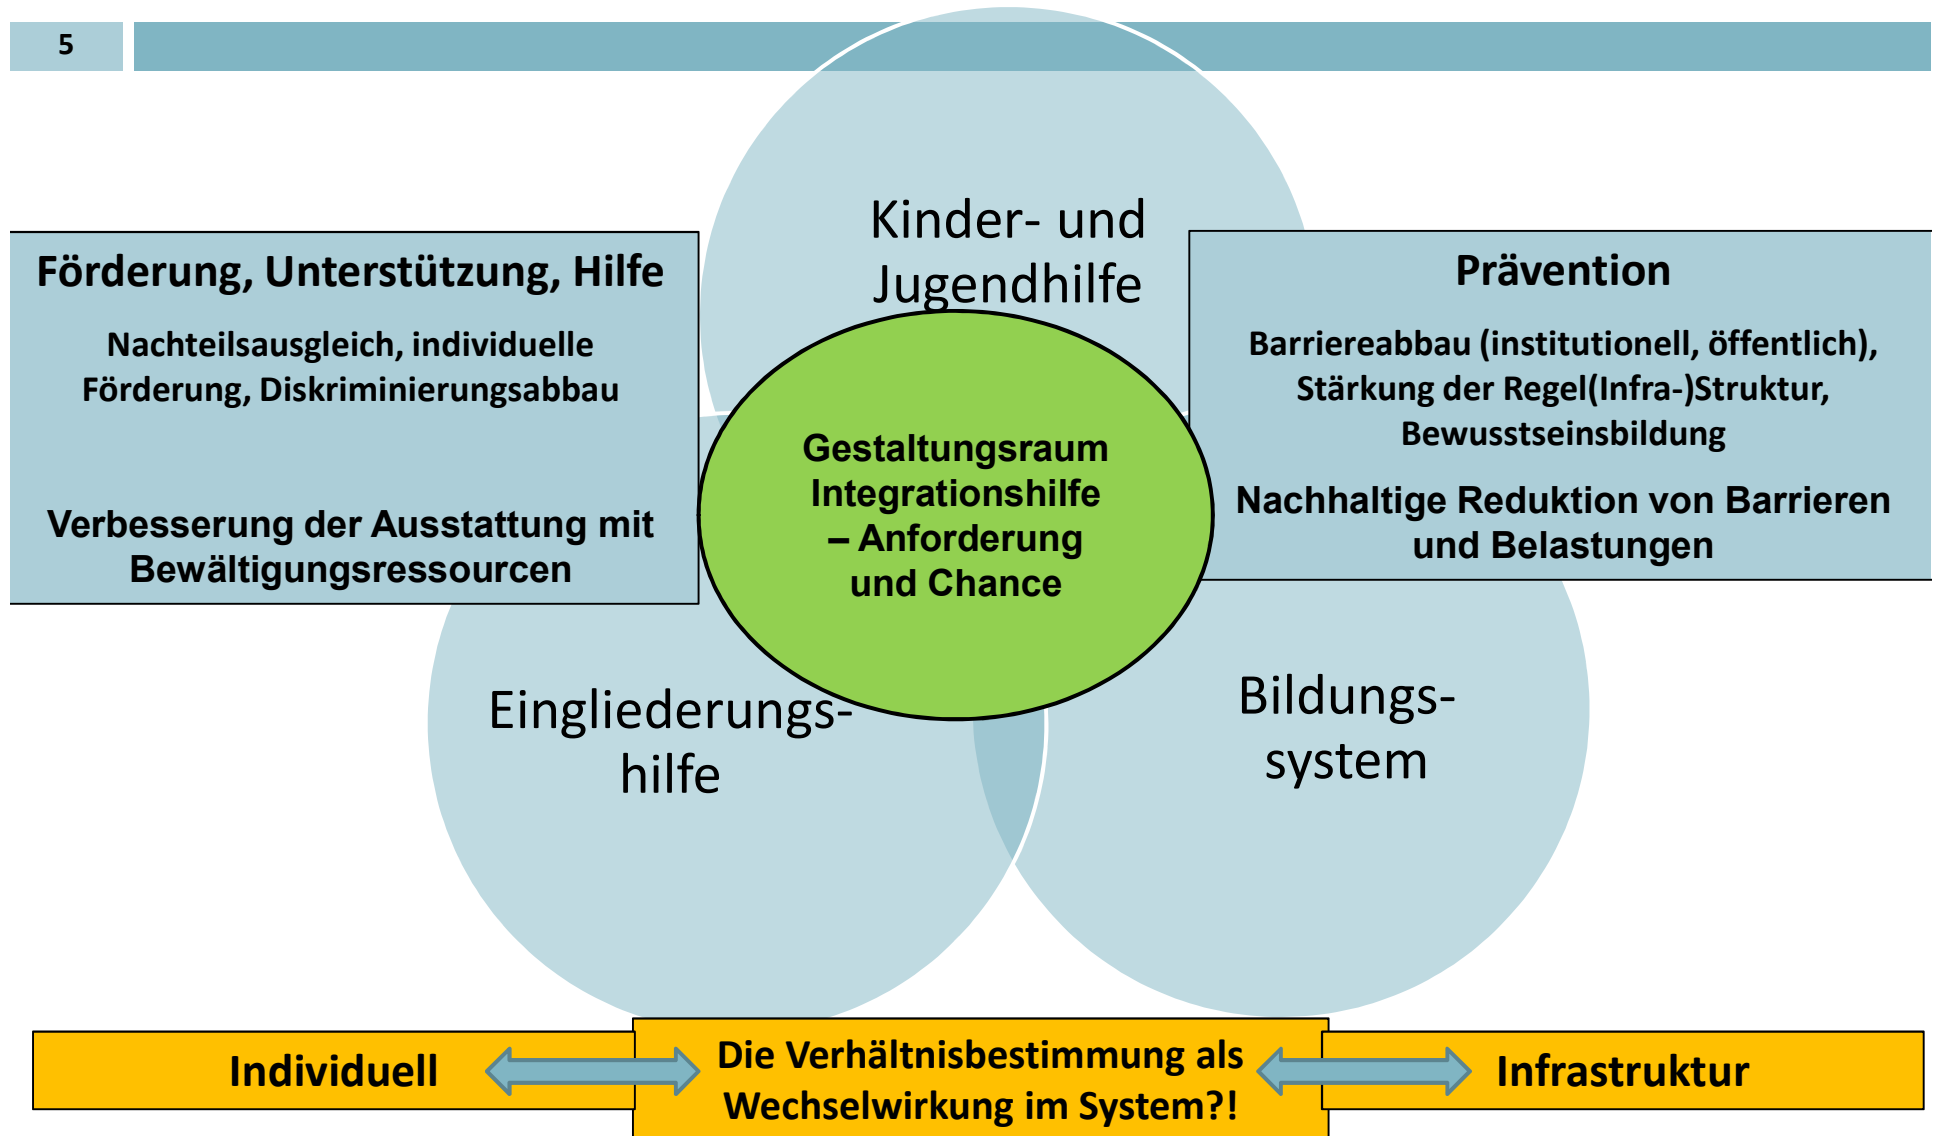 5
Kinder- und
Jugendhilfe
Förderung, Unterstützung, Hilfe
Nachteilsausgleich, individuelle
Förderung, Diskriminierungsabbau
Verbesserung der Ausstattung mit
Bewältigungsressourcen
Gestaltungsraum
Integrationshilfe
– Anforderung
und Chance
Prävention
Barriereabbau (institutionell, öffentlich),
Stärkung der Regel(Infra-)Struktur,
Bewusstseinsbildung
Nachhaltige Reduktion von Barrieren
und Belastungen
Eingliederungs-
hilfe
Bildungs-
system
Individuell
Die Verhältnisbestimmung als
Wechselwirkung im System?!
Infrastruktur